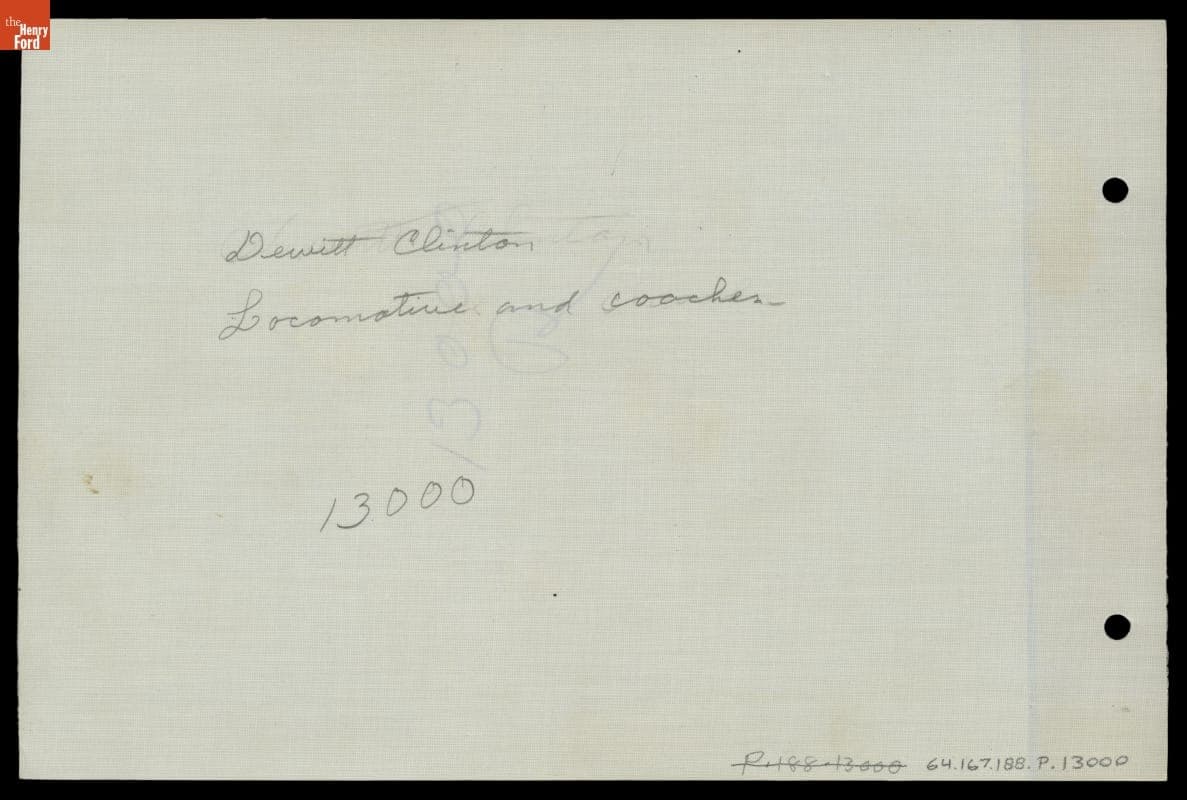 the
Henry
Ford
Dewitt Clinton
Locomotive and coaches
13000
P.188.13000 64.167.188.P.13000